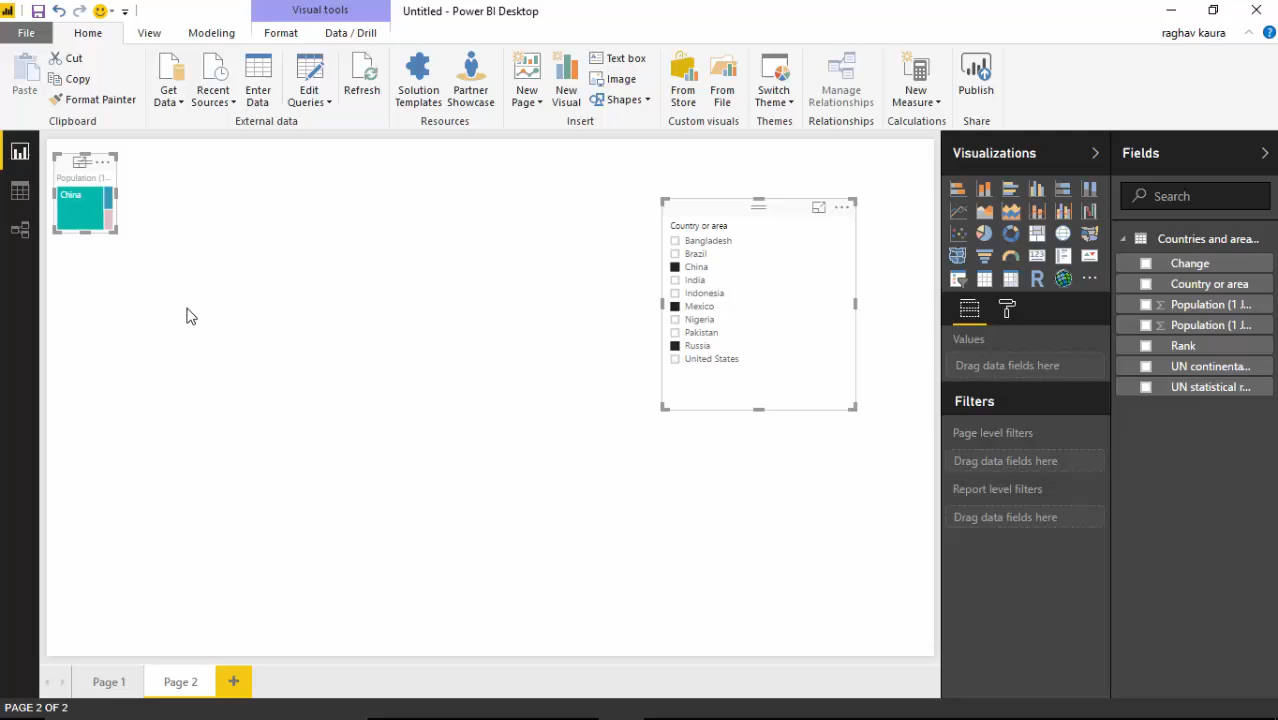 Visual tools
Untitled - Power BI Desktop
File
Home
View
Modeling
Format
Data / Drill
raghav kaura
Paste
Cut
Copy
Format Painter
Clipboard
Get Data
Recent Sources
Enter Data
Edit Queries
Refresh
External data
Solution Templates
Partner Showcase
Resources
New Page
New Visual
Text box
Image
Shapes
Insert
From Store
From File
Custom visuals
Switch Theme
Themes
Manage Relationships
Relationships
New Measure
Calculations
Publish
Share
Population (1...
China
Country or area
Bangladesh
Brazil
China
India
Indonesia
Mexico
Nigeria
Pakistan
Russia
United States
Visualizations
123
R
Values
Drag data fields here
Filters
Page level filters
Drag data fields here
Report level filters
Drag data fields here
Fields
Search
Countries and area...
Change
Country or area
Σ Population (1 J...
Σ Population (1 J...
Rank
UN continenta...
UN statistical r...
Page 1
Page 2
PAGE 2 OF 2